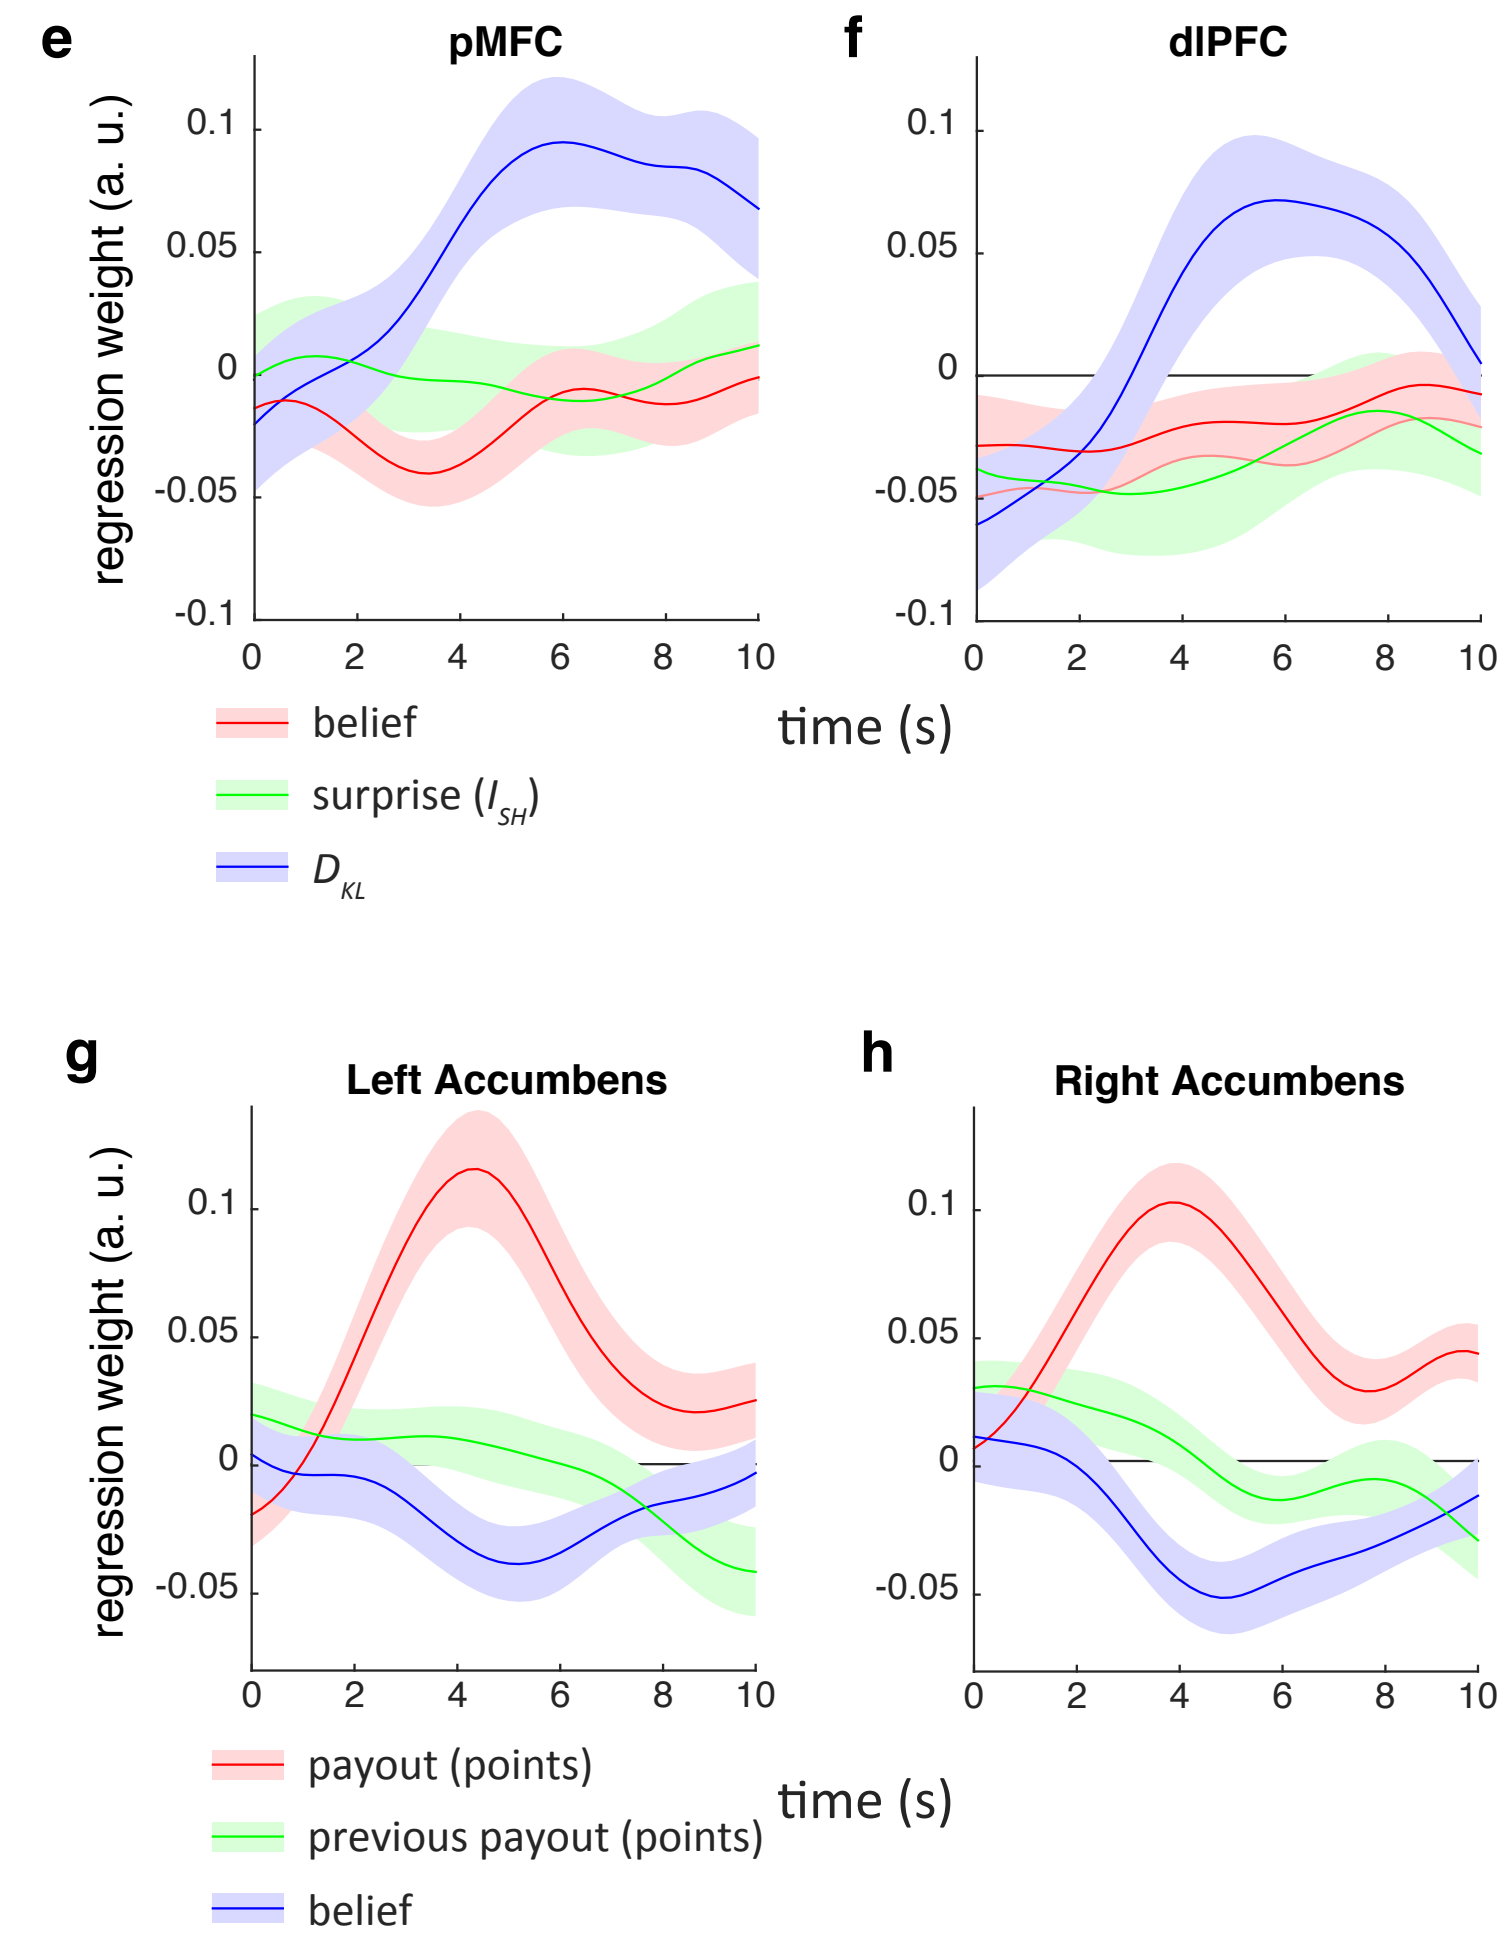 e
pMFC
f
dlPFC
regression weight (a. u.)
0.1
0.05
0
-0.05
-0.1
0 2 4 6 8 10
0.1
0.05
0
-0.05
-0.1
0 2 4 6 8 10
time (s)
belief
surprise (I_SH)
D_KL
g
Left Accumbens
h
Right Accumbens
regression weight (a. u.)
0.1
0.05
0
-0.05
0 2 4 6 8 10
0.1
0.05
0
-0.05
0 2 4 6 8 10
time (s)
payout (points)
previous payout (points)
belief